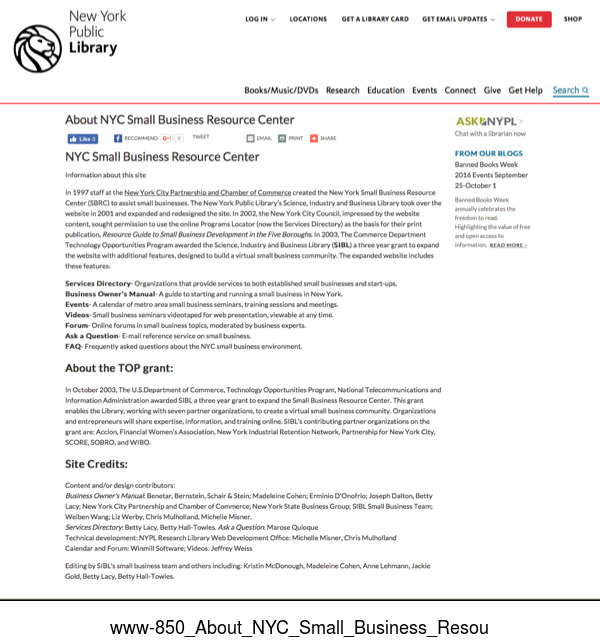 New York
Public
Library
LOG IN
LOCATIONS
GET A LIBRARY CARD
GET EMAIL UPDATES
DONATE
SHOP
Books/Music/DVDs Research Education Events Connect Give Get Help Search
About NYC Small Business Resource Center
Like 0
RECOMMEND
G+1 0
TWEET
EMAIL
PRINT
SHARE
NYC Small Business Resource Center
Information about this site
In 1997 staff at the New York City Partnership and Chamber of Commerce created the New York Small Business Resource
Center (SBRC) to assist small businesses. The New York Public Library's Science, Industry and Business Library took over the
website in 2001 and expanded and redesigned the site. In 2002, the New York City Council, impressed by the website
content, sought permission to use the online Programs Locator (now the Services Directory) as the basis for their print
publication, Resource Guide to Small Business Development in the Five Boroughs. In 2003, The Commerce Department
Technology Opportunities Program awarded the Science, Industry and Business Library (SIBL) a three year grant to expand
the website with additional features, designed to build a virtual small business community. The expanded website includes
these features:
Services Directory- Organizations that provide services to both established small businesses and start-ups.
Business Owner's Manual- A guide to starting and running a small business in New York.
Events- A calendar of metro area small business seminars, training sessions and meetings.
Videos- Small business seminars videotaped for web presentation, viewable at any time.
Forum- Online forums in small business topics, moderated by business experts.
Ask a Question- E-mail reference service on small business.
FAQ- Frequently asked questions about the NYC small business environment.
About the TOP grant:
In October 2003, The U.S.Department of Commerce, Technology Opportunities Program, National Telecommunications and
Information Administration awarded SIBL a three year grant to expand the Small Business Resource Center. This grant
enables the Library, working with seven partner organizations, to create a virtual small business community. Organizations
and entrepreneurs will share expertise, information, and training online. SIBL's contributing partner organizations on the
grant are: Accion, Financial Women's Association, New York Industrial Retention Network, Partnership for New York City,
SCORE, SOBRO, and WIBO.
Site Credits:
Content and/or design contributors:
Business Owner's Manual: Benetar, Bernstein, Schair & Stein; Madeleine Cohen; Erminio D'Onofrio; Joseph Dalton, Betty
Lacy; New York City Partnership and Chamber of Commerce; New York State Business Group; SIBL Small Business Team;
Weiben Wang; Liz Werby, Chris Mulholland, Michelle Misner.
Services Directory: Betty Lacy, Betty Hall-Towles. Ask a Question: Marose Quioque
Technical development: NYPL Research Library Web Development Office: Michelle Misner, Chris Mulholland
Calendar and Forum: Winmill Software; Videos: Jeffrey Weiss
Editing by SIBL's small business team and others including: Kristin McDonough, Madeleine Cohen, Anne Lehmann, Jackie
Gold, Betty Lacy, Betty Hall-Towles.
ASK NYPL >
Chat with a librarian now
FROM OUR BLOGS
Banned Books Week
2016 Events September
25-October 1
Banned Books Week
annually celebrates the
freedom to read.
Highlighting the value of free
and open access to
information, READ MORE ›
www-850_About_NYC_Small_Business_Resou